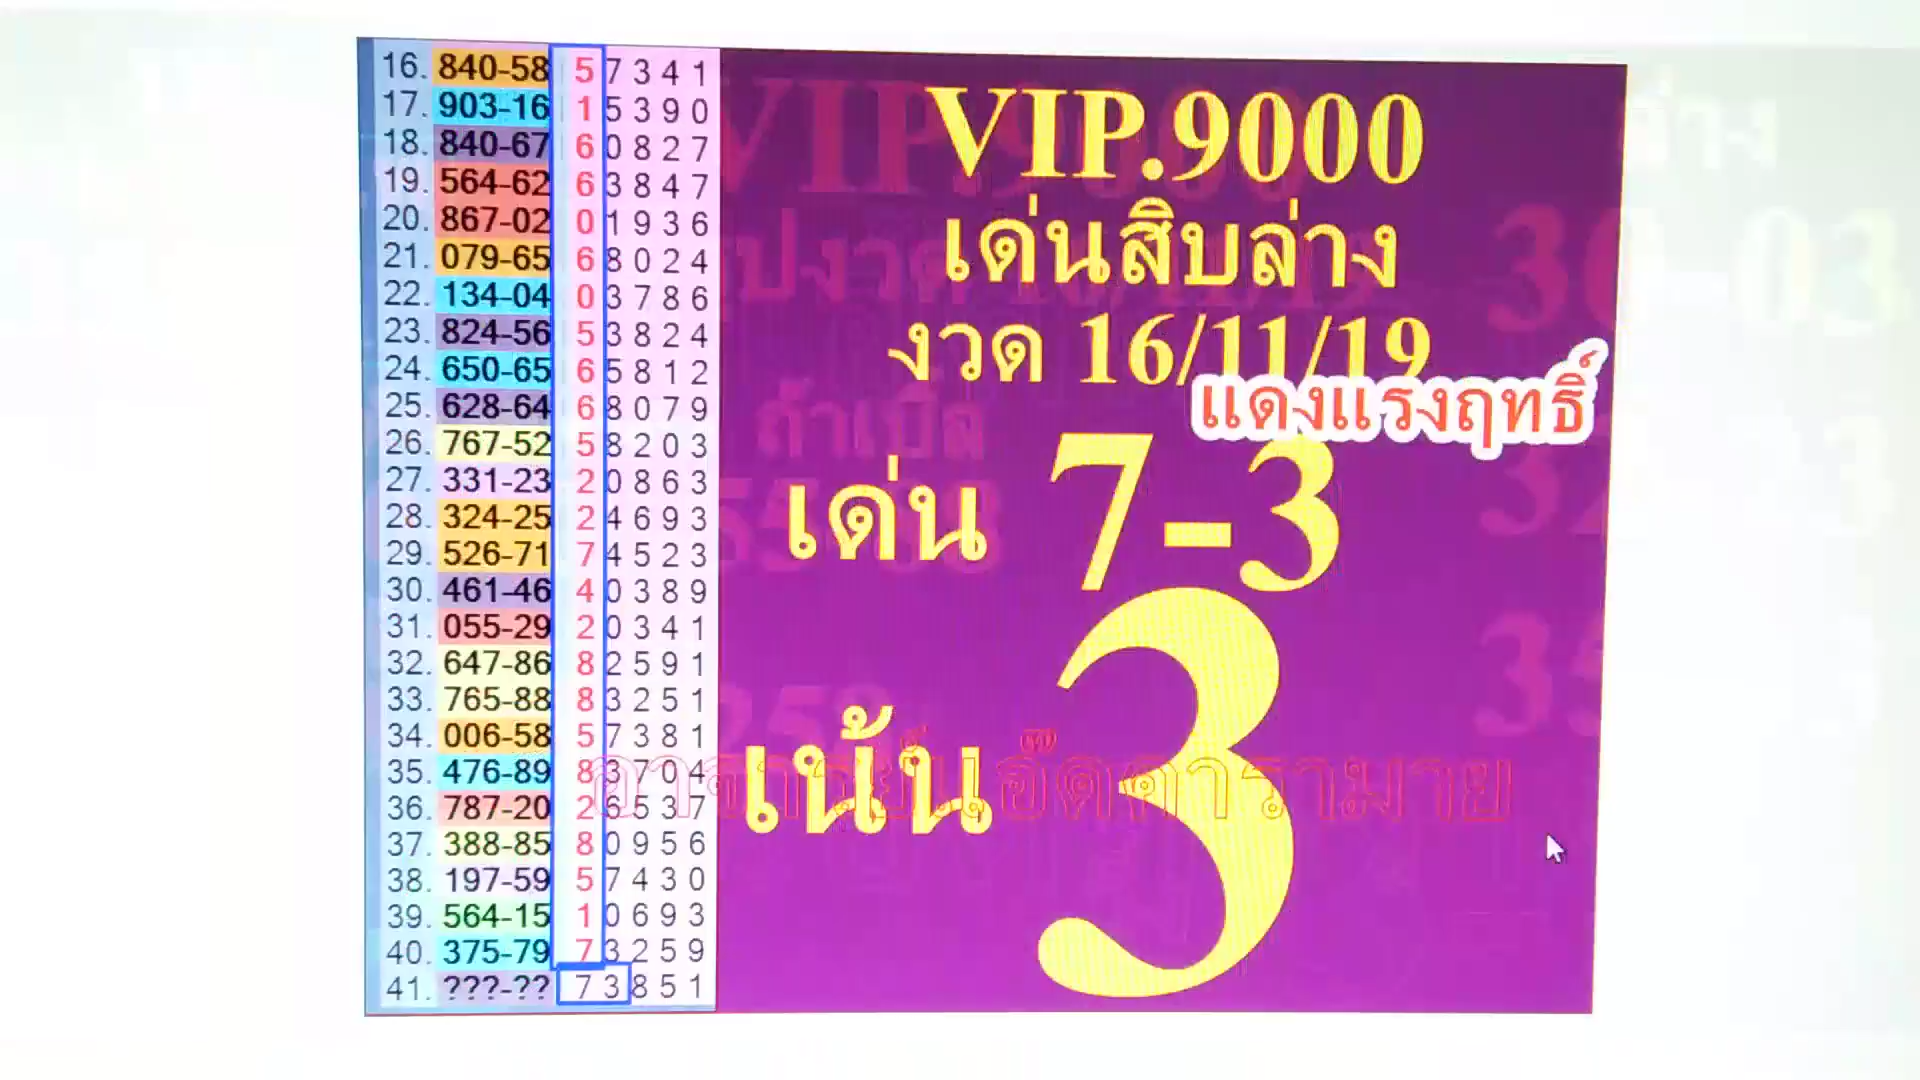 16. 840-58 5 7 3 4 1
17. 903-16 1 5 3 9 0
18. 840-67 6 0 8 2 7
19. 564-62 6 3 8 4 7
20. 867-02 0 1 9 3 6
21. 079-65 6 8 0 2 4
22. 134-04 0 3 7 8 6
23. 824-56 5 3 8 2 4
24. 650-65 6 5 8 1 2
25. 628-64 6 8 0 7 9
26. 767-52 5 8 2 0 3
27. 331-23 2 0 8 6 3
28. 324-25 2 4 6 9 3
29. 526-71 7 4 5 2 3
30. 461-46 4 0 3 8 9
31. 055-29 2 0 3 4 1
32. 647-86 8 2 5 9 1
33. 765-88 8 3 2 5 1
34. 006-58 5 7 3 8 1
35. 476-89 8 3 7 0 4
36. 787-20 2 6 5 3 7
37. 388-85 8 0 9 5 6
38. 197-59 5 7 4 3 0
39. 564-15 1 0 6 9 3
40. 375-79 7 3 2 5 9
41. ???-?? 7 3 8 5 1
VIP.9000
เด่นสิบล่าง
งวด 16/11/19
แดงแรงฤทธิ์
เด่น 7-3
เน้น 3